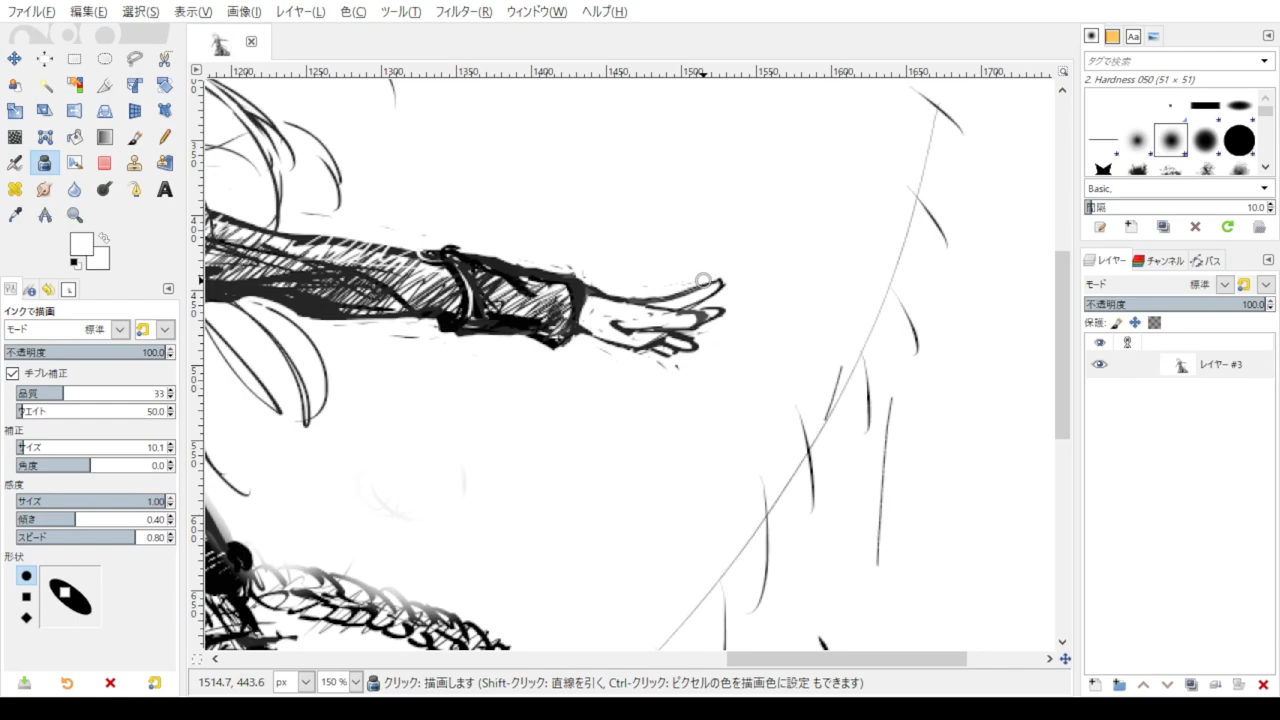 ファイル(F) 編集(E) 選択(S) 表示(V) 画像(I) レイヤー(L) 色(C) ツール(T) フィルター(R) ウィンドウ(W) ヘルプ(H)
1200 1250 1300 1350 1400 1450 1500 1550 1600 1650 1700
タグで検索
2. Hardness 050 (51 × 51)
Basic,
間隔 10.0
レイヤー チャンネル パス
モード 標準
不透明度 100.0
保護:
レイヤー #3
インクで描画
モード 標準
不透明度 100.0
手ブレ補正
品質 33
ウエイト 50.0
補正
サイズ 10.1
角度 0.0
感度
サイズ 1.00
傾き 0.40
スピード 0.80
形状
350
400
450
500
550
600
650
1514.7, 443.6 px 150 % クリック: 描画します (Shift-クリック: 直線を引く, Ctrl-クリック: ピクセルの色を描画色に設定 もできます)